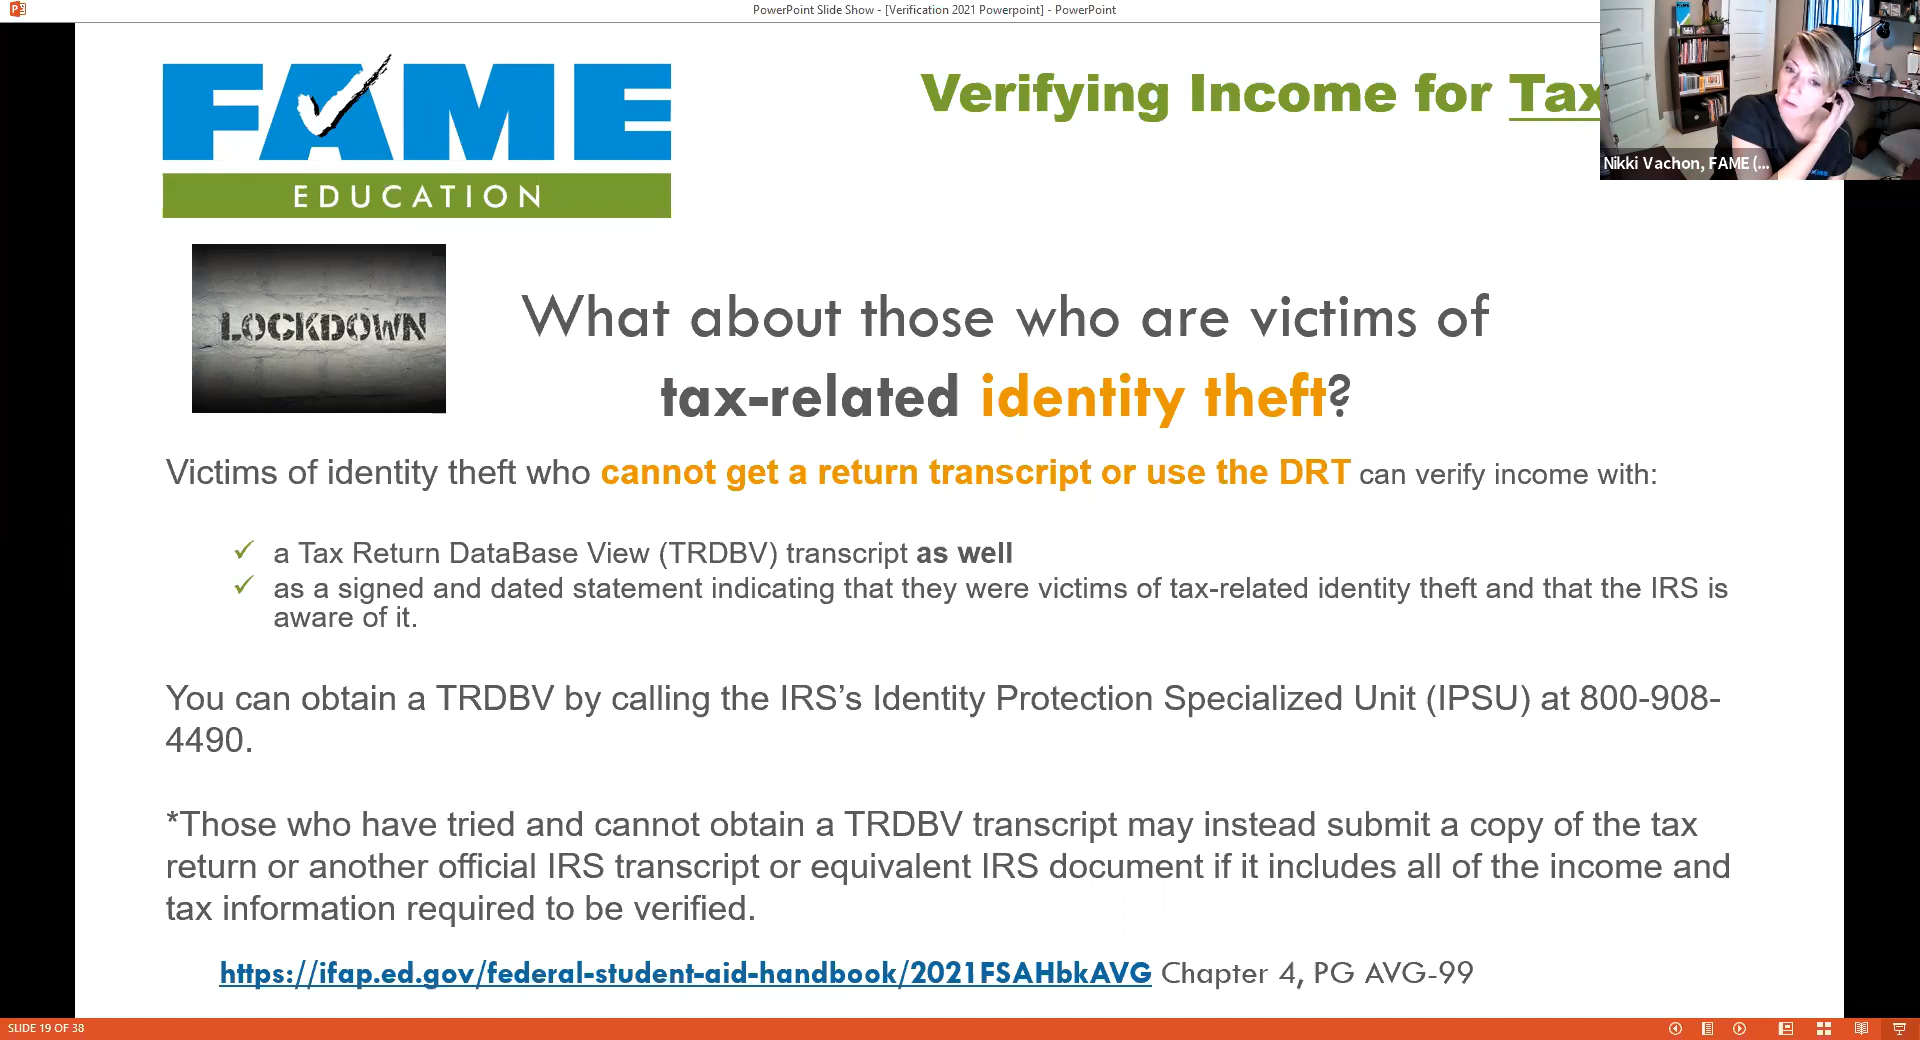 PowerPoint Slide Show - [Verification 2021 Powerpoint] - PowerPoint
FAME
EDUCATION
Verifying Income for Tax
Nikki Vachon, FAME (...
LOCKDOWN
What about those who are victims of
tax-related identity theft?
Victims of identity theft who cannot get a return transcript or use the DRT can verify income with:
✓ a Tax Return DataBase View (TRDBV) transcript as well
✓ as a signed and dated statement indicating that they were victims of tax-related identity theft and that the IRS is
aware of it.
You can obtain a TRDBV by calling the IRS’s Identity Protection Specialized Unit (IPSU) at 800-908-
4490.
*Those who have tried and cannot obtain a TRDBV transcript may instead submit a copy of the tax
return or another official IRS transcript or equivalent IRS document if it includes all of the income and
tax information required to be verified.
https://ifap.ed.gov/federal-student-aid-handbook/2021FSAHbkAVG Chapter 4, PG AVG-99
SLIDE 19 OF 38